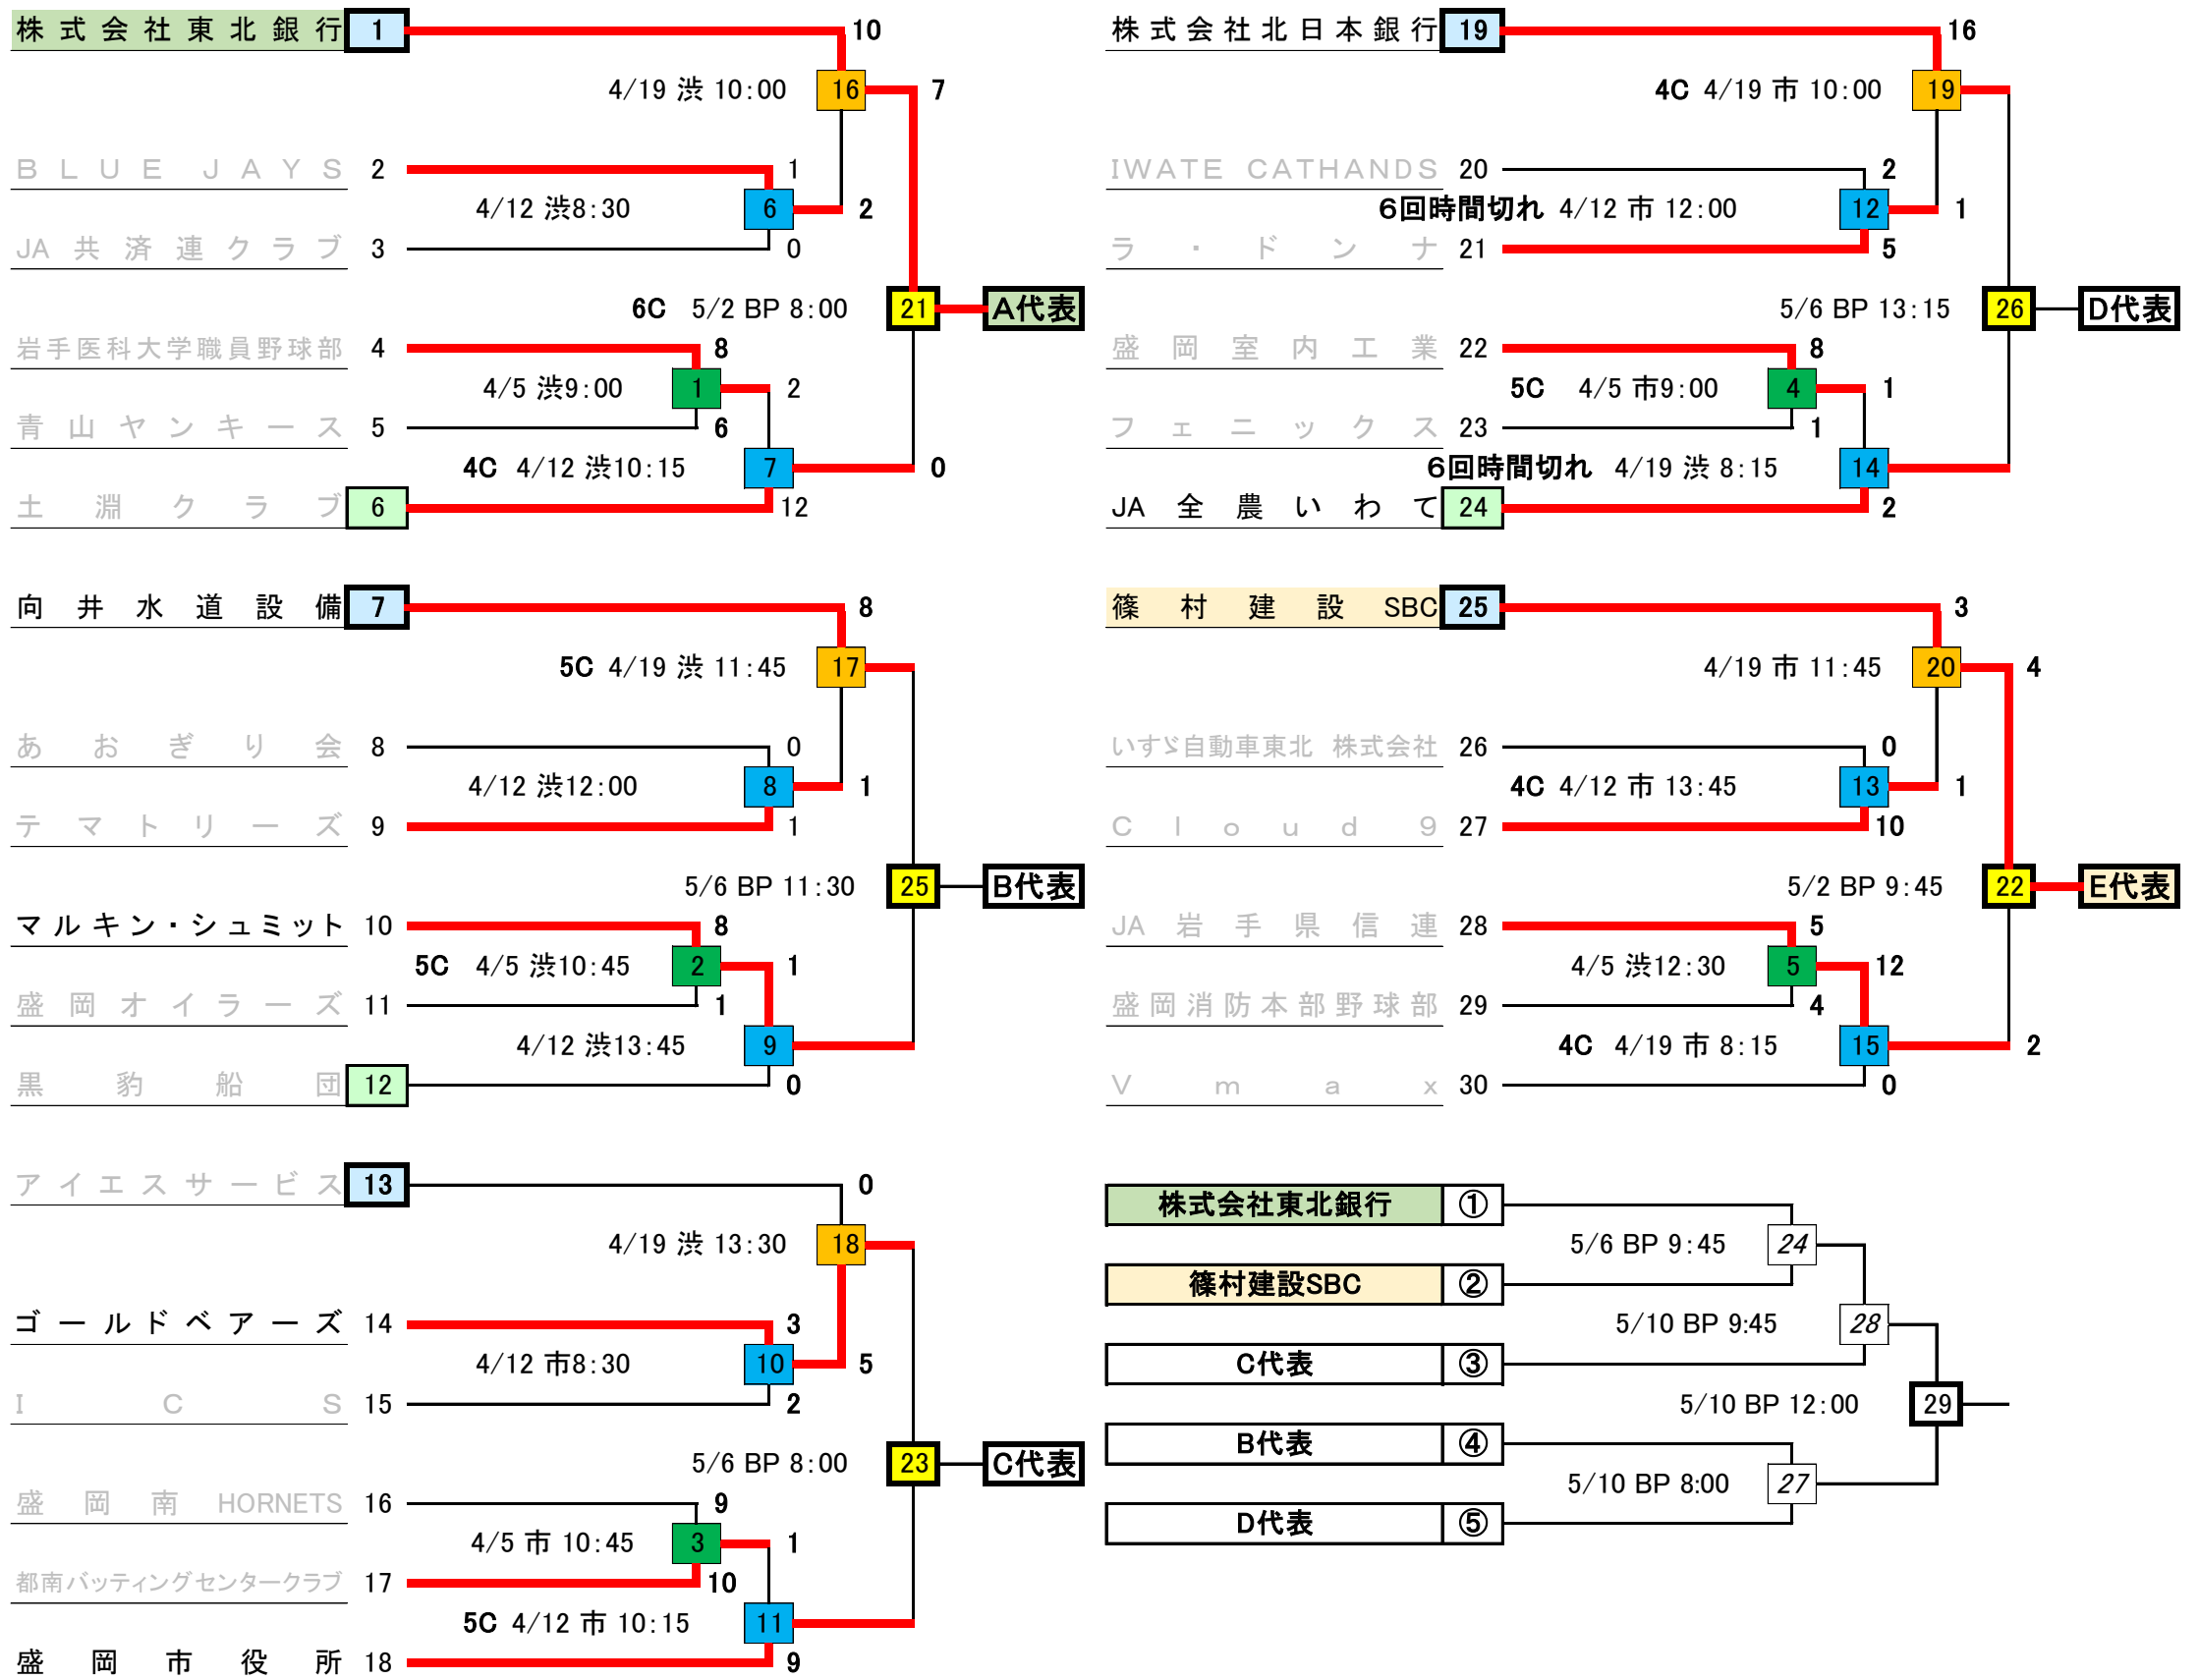 株式会社東北銀行 1 10
4/19 渋 10:00 16 7
BLUE JAYS 2 1
4/12 渋8:30 6 2
JA共済連クラブ 3 0
6C 5/2 BP 8:00 21 A代表
岩手医科大学職員野球部 4 8
4/5 渋9:00 1 2
青山ヤンキース 5 6
4C 4/12 渋10:15 7 0
土淵クラブ 6 12
向井水道設備 7 8
5C 4/19 渋 11:45 17
あおぎり会 8 0
4/12 渋12:00 8 1
テマトリーズ 9 1
5/6 BP 11:30 25 B代表
マルキン・シュミット 10 8
5C 4/5 渋10:45 2 1
盛岡オイラーズ 11 1
4/12 渋13:45 9
黒豹船団 12 0
アイエスサービス 13 0
4/19 渋 13:30 18
ゴールドベアーズ 14 3
4/12 市8:30 10 5
ICS 15 2
5/6 BP 8:00 23 C代表
盛岡南HORNETS 16 9
4/5 市 10:45 3 1
都南バッティングセンタークラブ 17 10
5C 4/12 市 10:15 11
盛岡市役所 18 9
株式会社北日本銀行 19 16
4C 4/19 市 10:00 19
IWATE CATHANDS 20 2
6回時間切れ 4/12 市 12:00 12 1
ラ・ドンナ 21 5
5/6 BP 13:15 26 D代表
盛岡室内工業 22 8
5C 4/5 市9:00 4 1
フェニックス 23 1
6回時間切れ 4/19 渋 8:15 14
JA全農いわて 24 2
篠村建設SBC 25 3
4/19 市 11:45 20 4
いすゞ自動車東北 株式会社 26 0
4C 4/12 市 13:45 13 1
Cloud9 27 10
5/2 BP 9:45 22 E代表
JA岩手県信連 28 5
4/5 渋12:30 5 12
盛岡消防本部野球部 29 4
4C 4/19 市 8:15 15 2
Vmax 30 0
株式会社東北銀行 ①
5/6 BP 9:45 24
篠村建設SBC ②
5/10 BP 9:45 28
C代表 ③
5/10 BP 12:00 29
B代表 ④
5/10 BP 8:00 27
D代表 ⑤